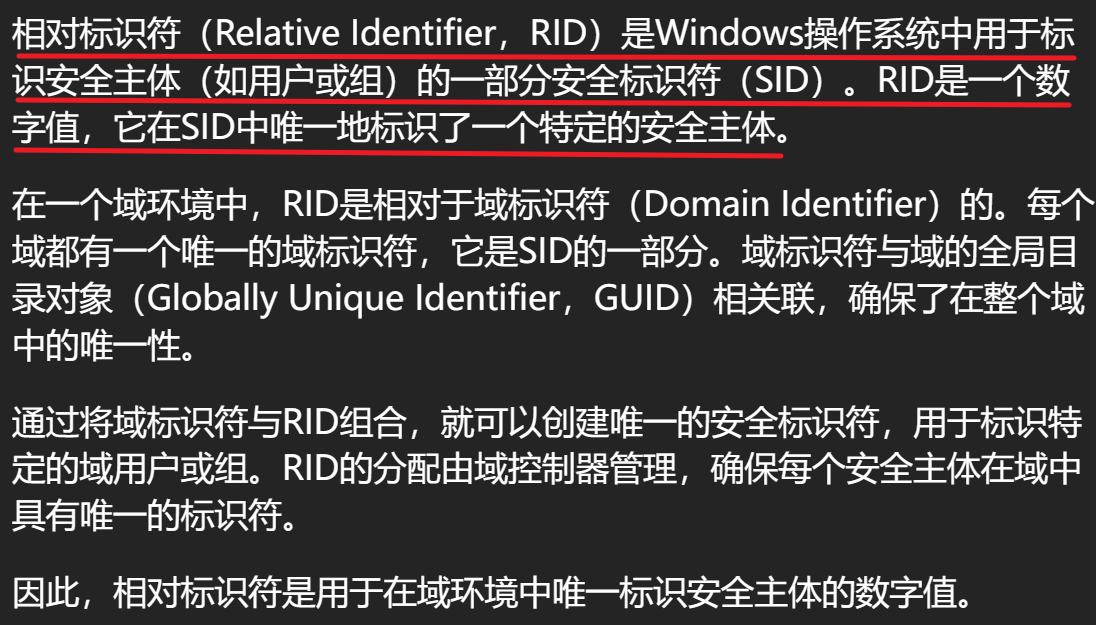 相对标识符（Relative Identifier，RID）是Windows操作系统中用于标
识安全主体（如用户或组）的一部分安全标识符（SID）。RID是一个数
字值，它在SID中唯一地标识了一个特定的安全主体。
在一个域环境中，RID是相对于域标识符（Domain Identifier）的。每个
域都有一个唯一的域标识符，它是SID的一部分。域标识符与域的全局目
录对象（Globally Unique Identifier，GUID）相关联，确保了在整个域
中的唯一性。
通过将域标识符与RID组合，就可以创建唯一的安全标识符，用于标识特
定的域用户或组。RID的分配由域控制器管理，确保每个安全主体在域中
具有唯一的标识符。
因此，相对标识符是用于在域环境中唯一标识安全主体的数字值。